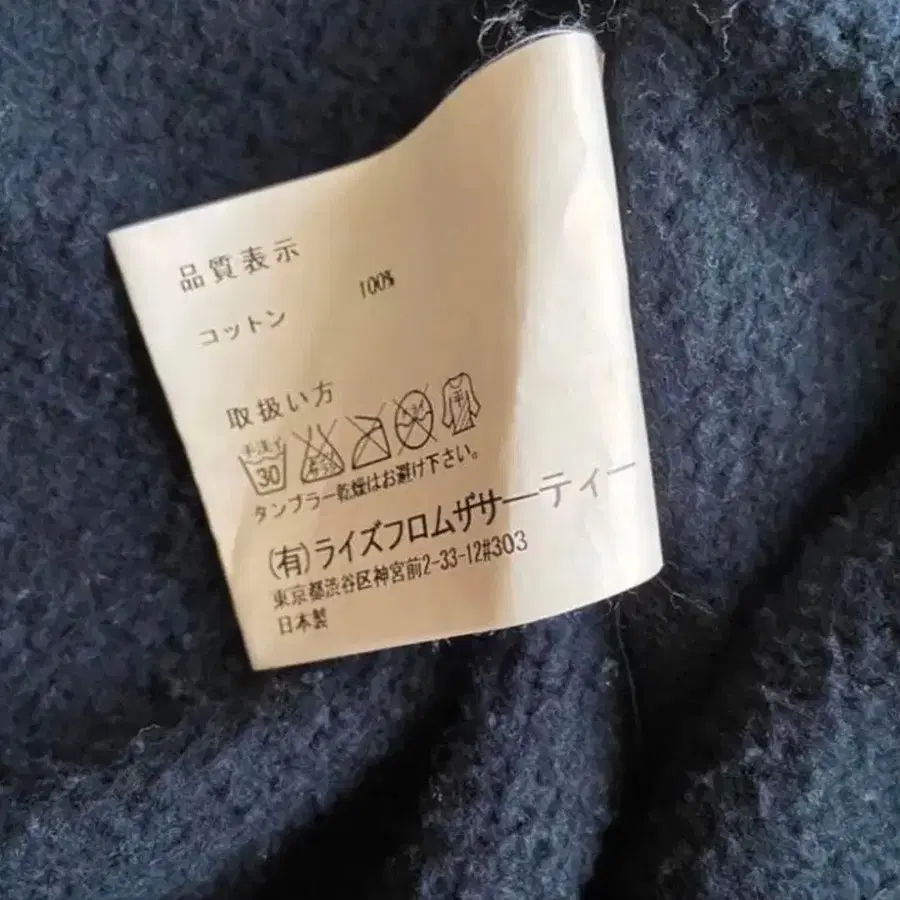 品質表示
コットン 100%
取扱い方
手洗イ
30
タンブラー乾燥はお避け下さい。
(有)ライズフロムザサーティー
東京都渋谷区神宮前2-33-12#303
日本製